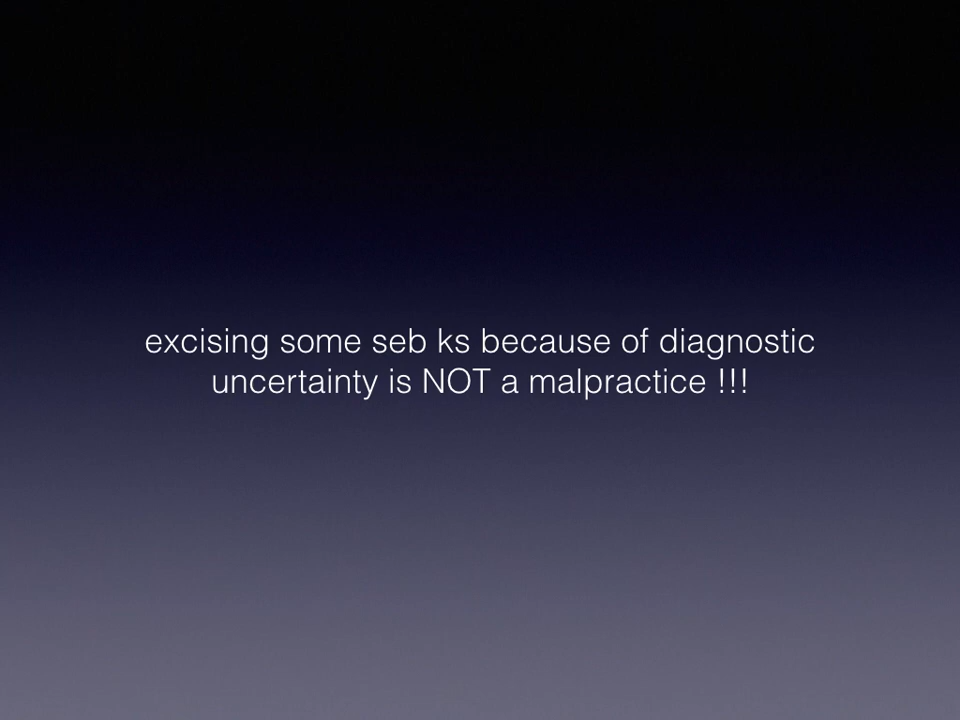 excising some seb ks because of diagnostic
uncertainty is NOT a malpractice !!!